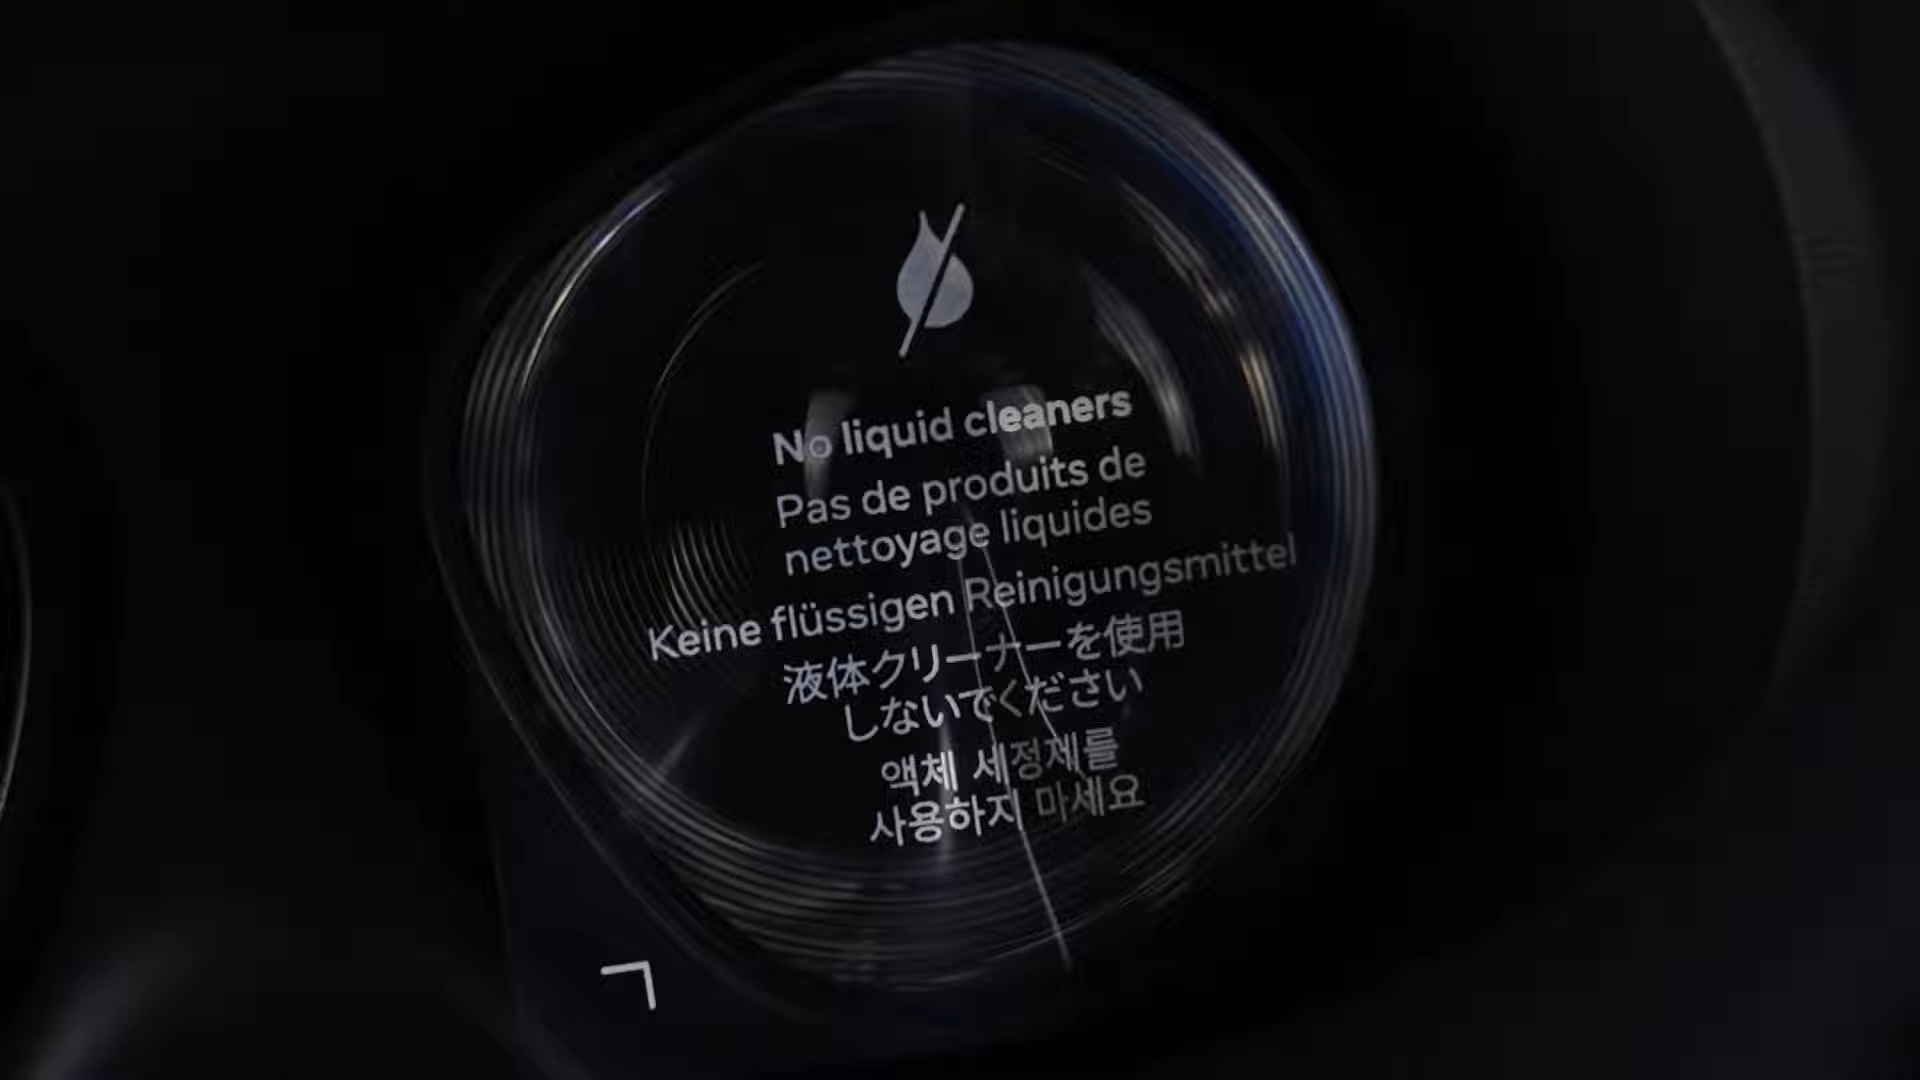 No liquid cleaners
Pas de produits de
nettoyage liquides
Keine flüssigen Reinigungsmittel
液体クリーナーを使用
しないでください
액체 세정제를
사용하지 마세요